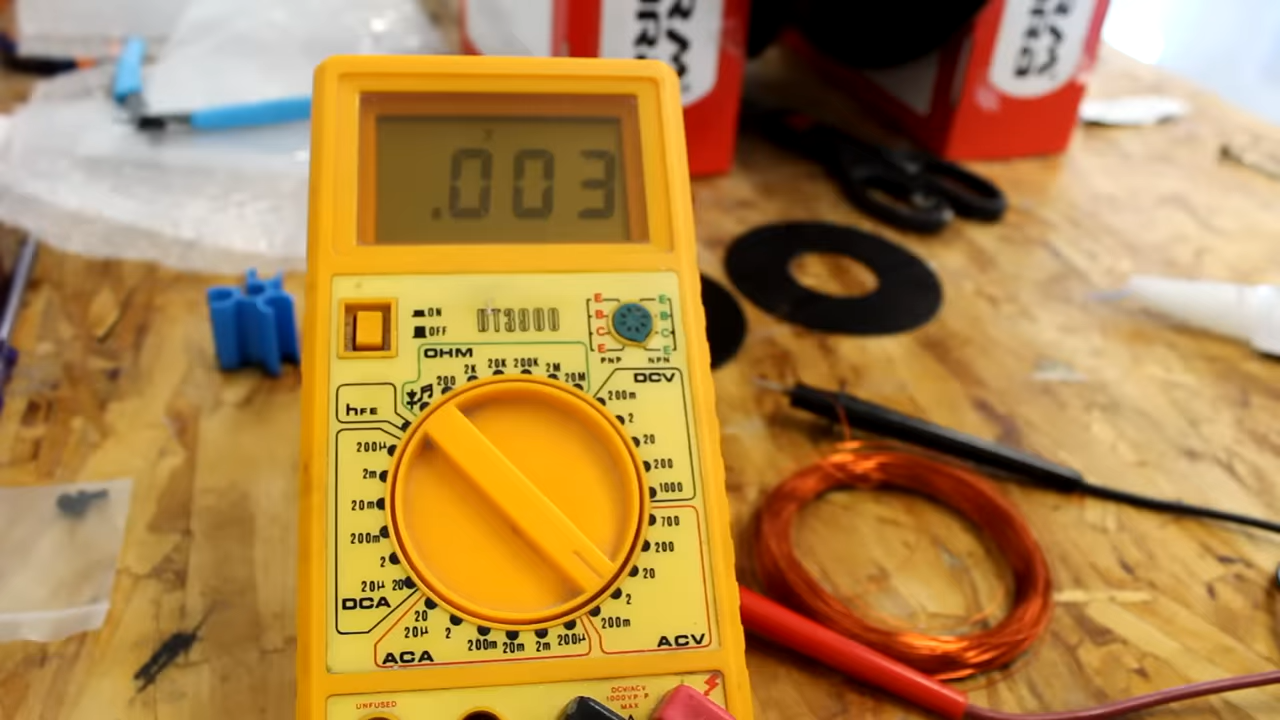 .003
ON
OFF
DT3900
E B C E
E B C E
PNP NPN
OHM
200 2K 20K 200K 2M 20M
hFE
DCV
200m
2
20
200
1000
200µ
2m
20m
200m
2
20µ 20
DCA
700
200
20
2
200m
ACV
20
20µ
2
200m 20m 2m 200µ
ACA
UNFUSED
DCV/ACV
1000VP-P
MAX